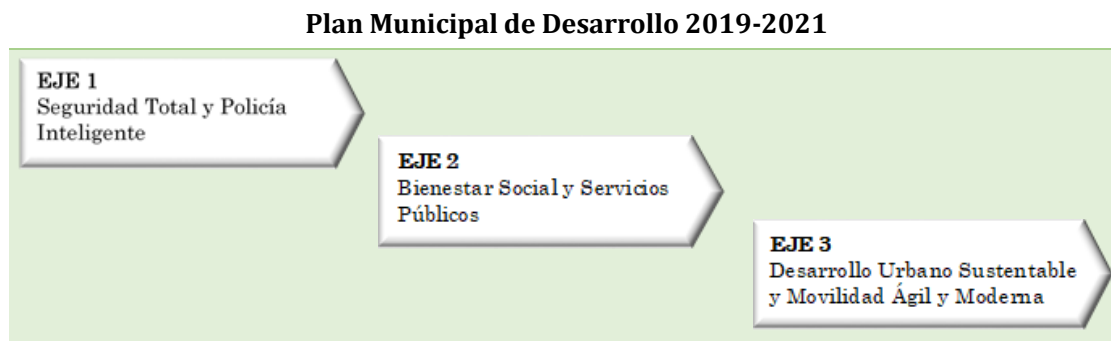 Plan Municipal de Desarrollo 2019-2021
EJE 1
Seguridad Total y Policía
Inteligente
EJE 2
Bienestar Social y Servicios
Públicos
EJE 3
Desarrollo Urbano Sustentable
y Movilidad Ágil y Moderna